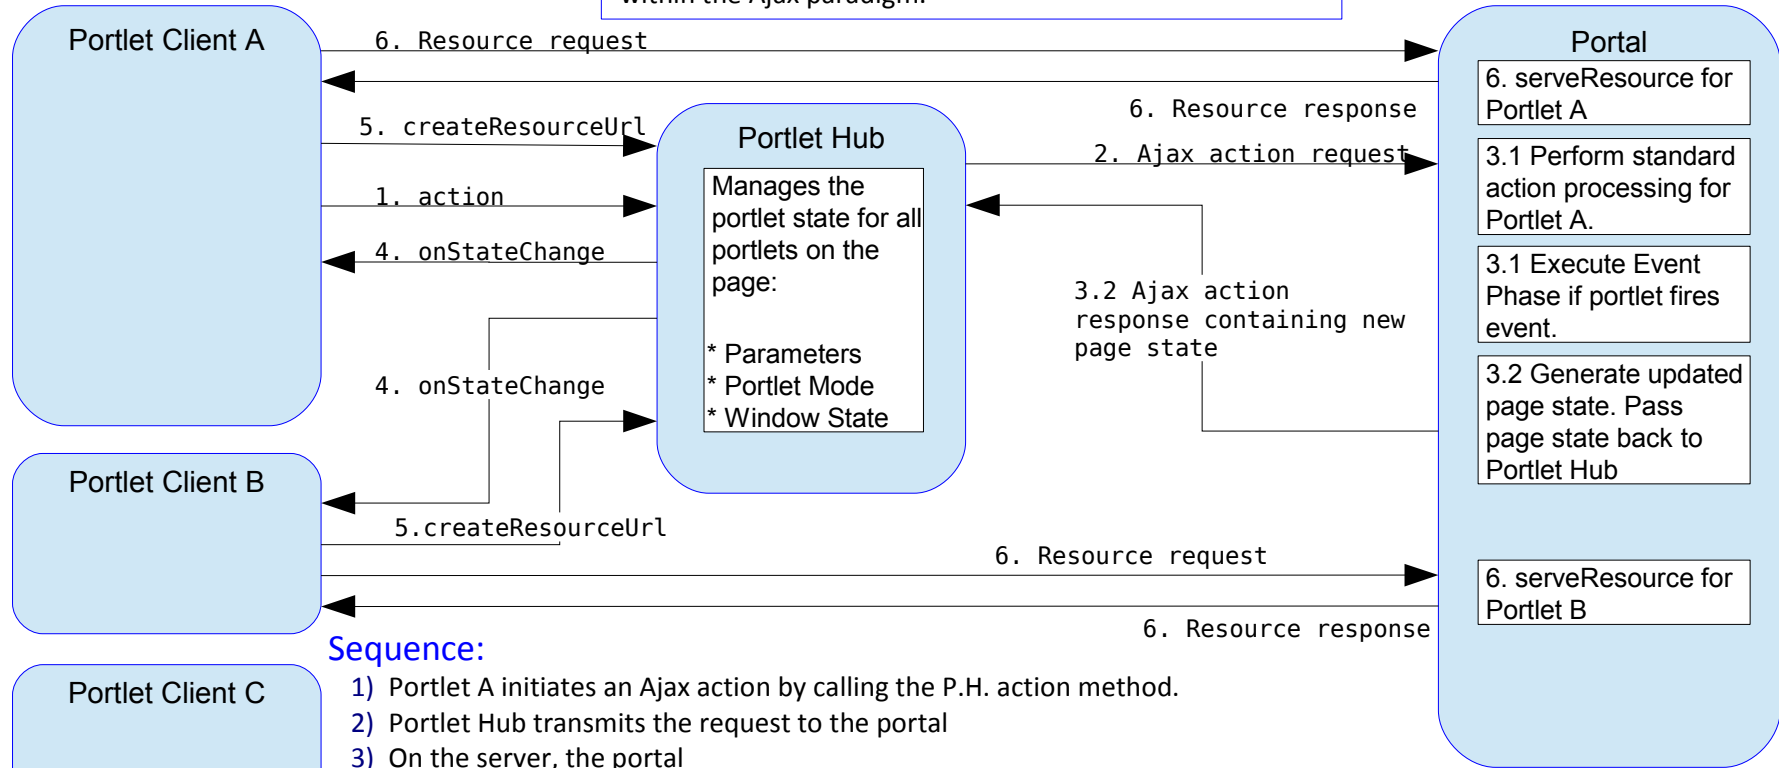 within the Ajax paradigm.
Portlet Client A
6. Resource request
6. Resource response
5. createResourceUrl
1. action
4. onStateChange
4. onStateChange
Portlet Hub
Manages the
portlet state for all
portlets on the
page:
* Parameters
* Portlet Mode
* Window State
2. Ajax action request
3.2 Ajax action
response containing new
page state
Portal
6. serveResource for
Portlet A
3.1 Perform standard
action processing for
Portlet A.
3.1 Execute Event
Phase if portlet fires
event.
3.2 Generate updated
page state. Pass
page state back to
Portlet Hub
6. serveResource for
Portlet B
Portlet Client B
5.createResourceUrl
6. Resource request
6. Resource response
Portlet Client C
Sequence:
1) Portlet A initiates an Ajax action by calling the P.H. action method.
2) Portlet Hub transmits the request to the portal
3) On the server, the portal